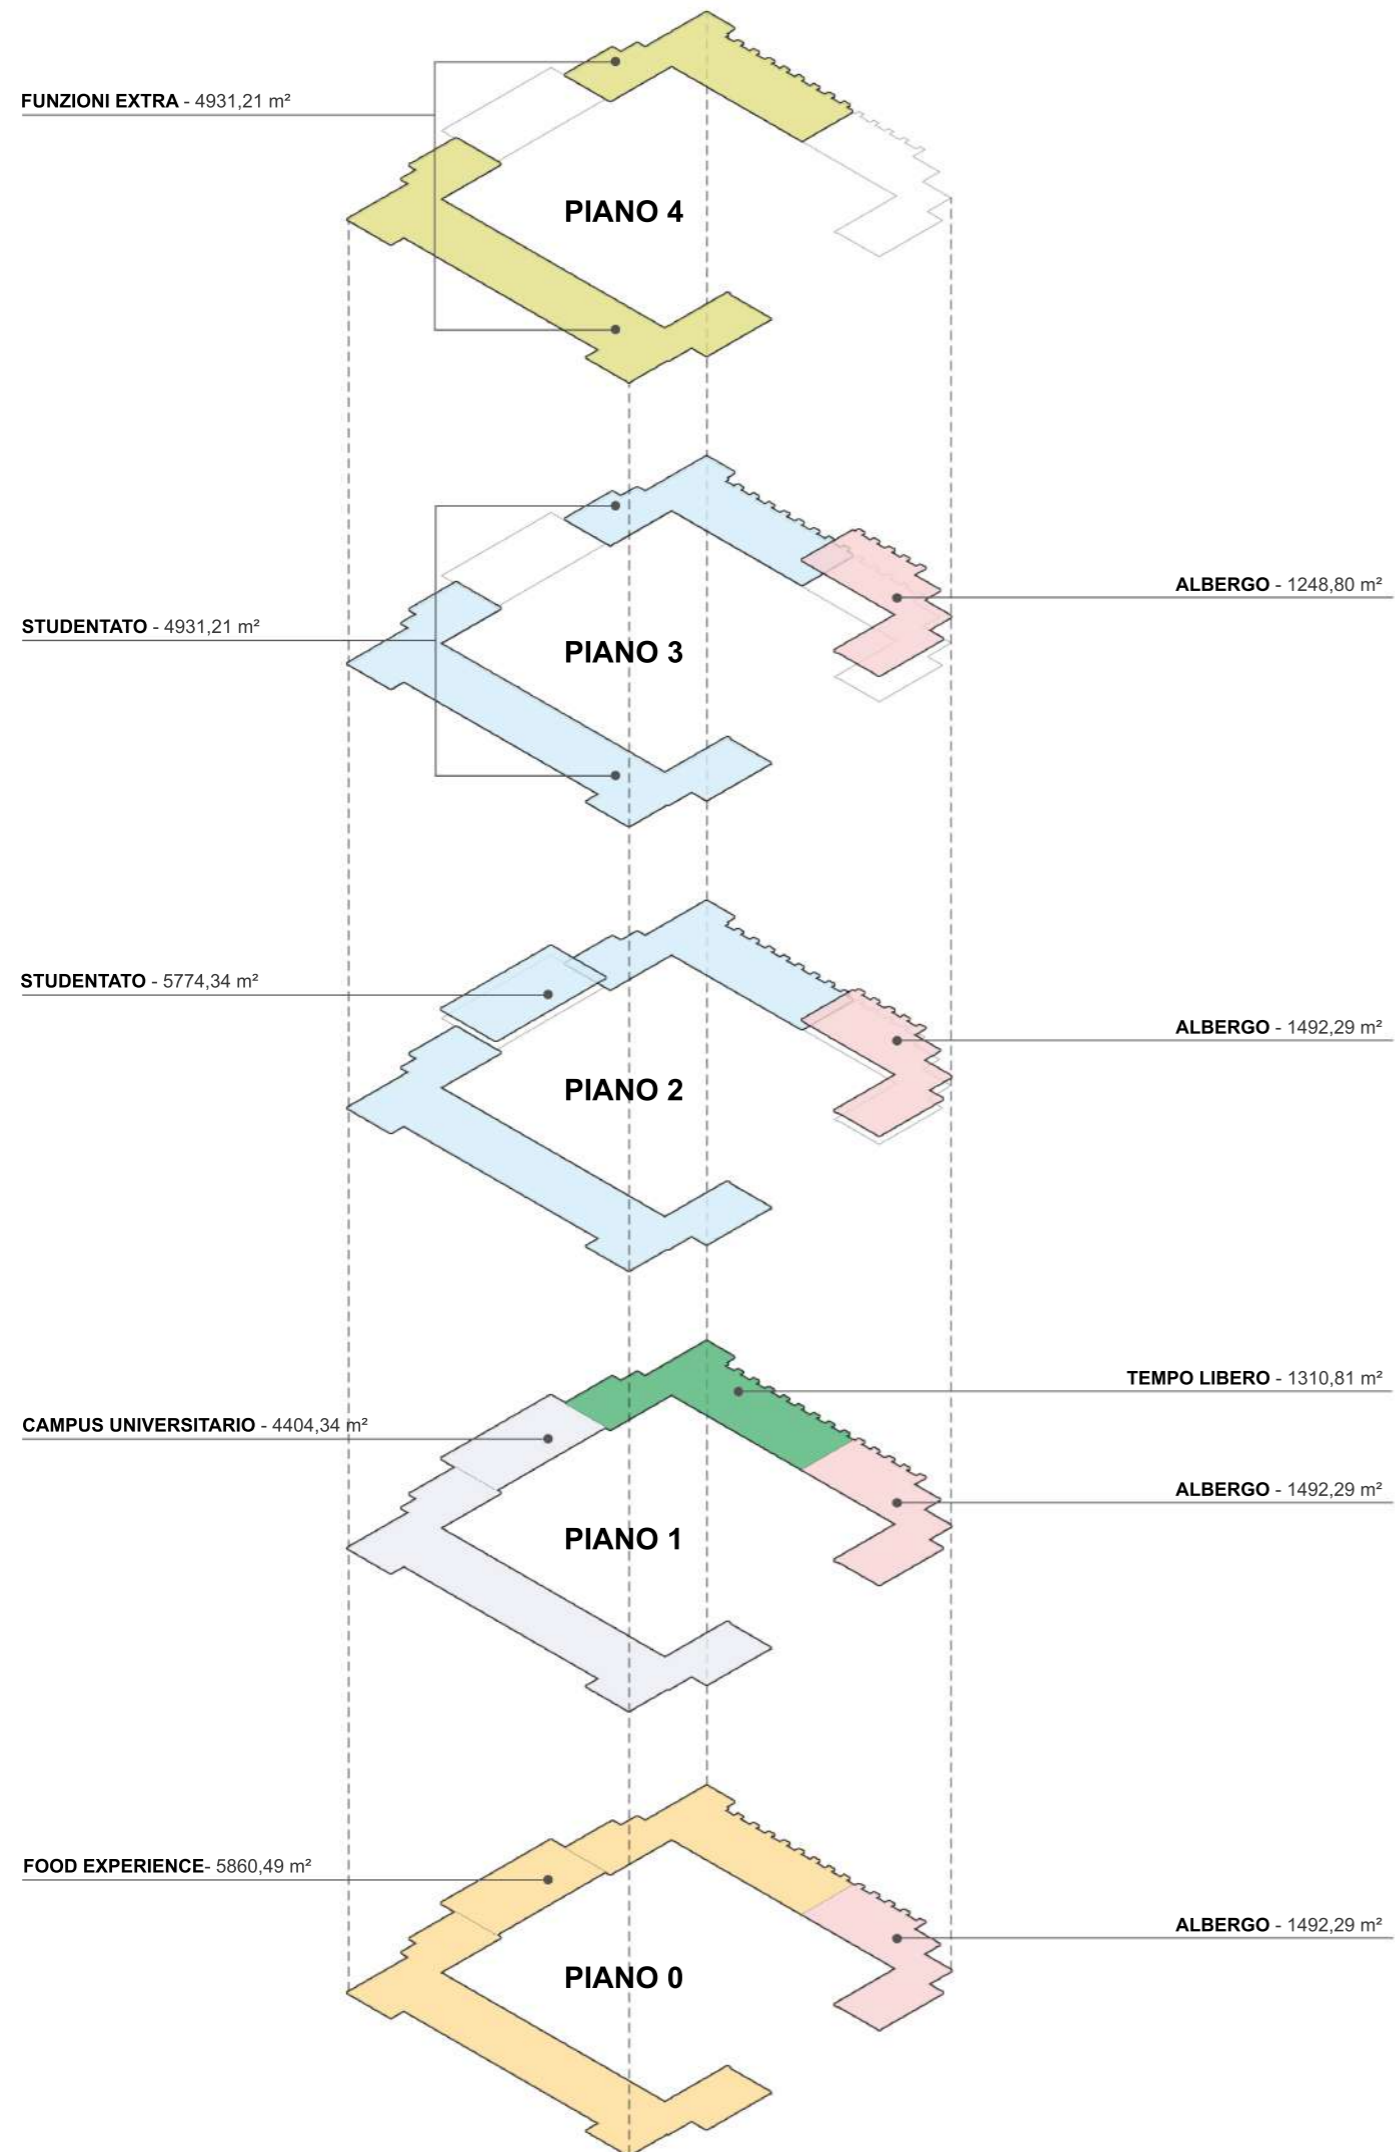 FUNZIONI EXTRA - 4931,21 m²
PIANO 4
ALBERGO - 1248,80 m²
STUDENTATO - 4931,21 m²
PIANO 3
STUDENTATO - 5774,34 m²
ALBERGO - 1492,29 m²
PIANO 2
TEMPO LIBERO - 1310,81 m²
CAMPUS UNIVERSITARIO - 4404,34 m²
ALBERGO - 1492,29 m²
PIANO 1
FOOD EXPERIENCE- 5860,49 m²
ALBERGO - 1492,29 m²
PIANO 0